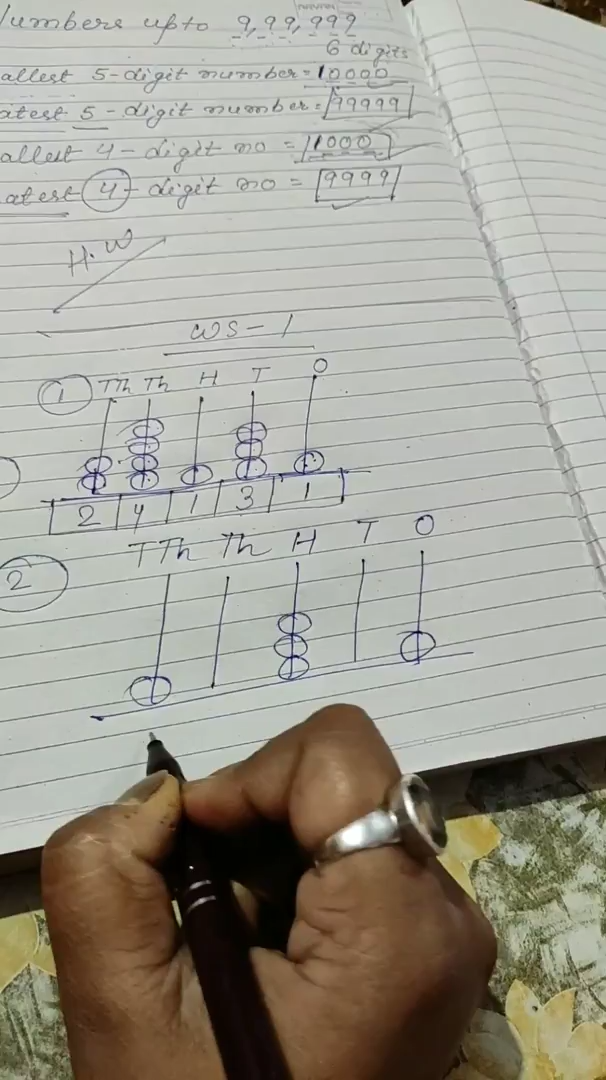 umbers upto 9,99,999
6 digits
allest 5-digit number = 10000
atest 5-digit number = 99999
allest 4-digit no = 1000
atest 4-digit no = 9999
H.W
WS-1
1 TTh Th H T O
2 4 1 3 1
2 TTh Th H T O